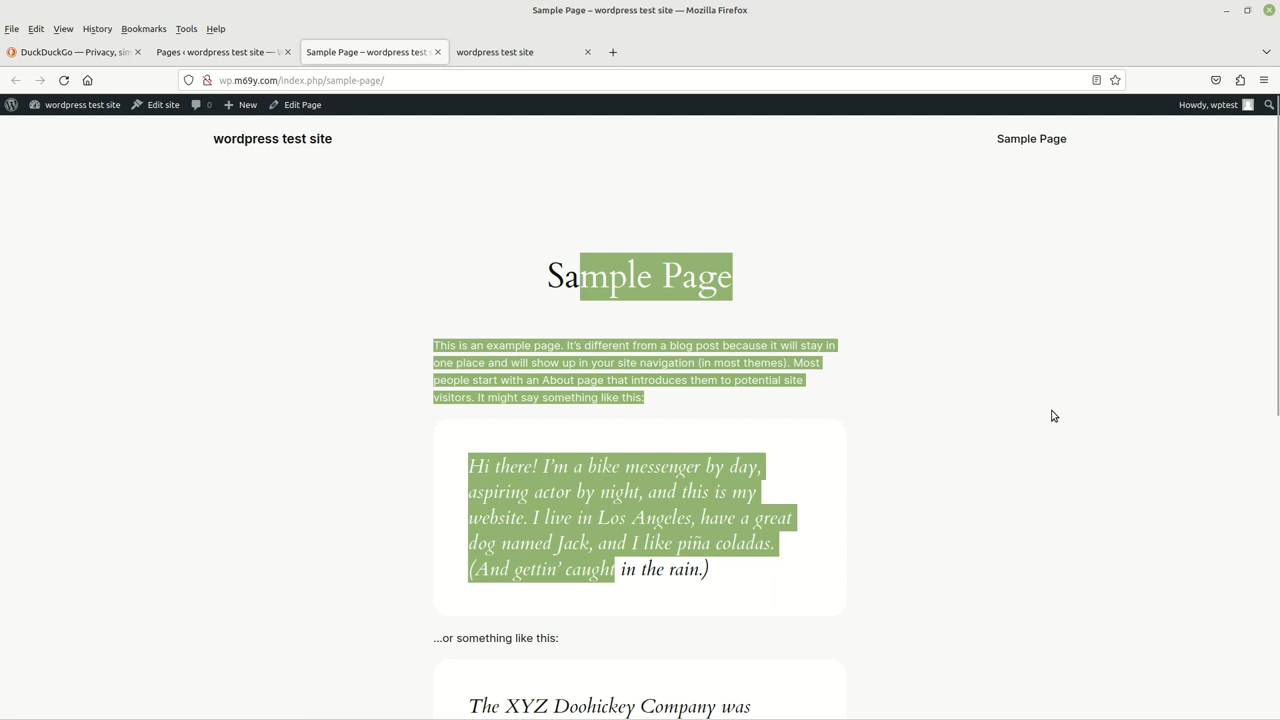 Sample Page – wordpress test site — Mozilla Firefox
File Edit View History Bookmarks Tools Help
DuckDuckGo — Privacy, sim
Pages ‹ wordpress test site — W
Sample Page – wordpress test
wordpress test site
wp.m69y.com/index.php/sample-page/
wordpress test site Edit site 0 New Edit Page Howdy, wptest
wordpress test site Sample Page
Sample Page
This is an example page. It’s different from a blog post because it will stay in
one place and will show up in your site navigation (in most themes). Most
people start with an About page that introduces them to potential site
visitors. It might say something like this:
Hi there! I’m a bike messenger by day,
aspiring actor by night, and this is my
website. I live in Los Angeles, have a great
dog named Jack, and I like piña coladas.
(And gettin’ caught in the rain.)
…or something like this:
The XYZ Doohickey Company was